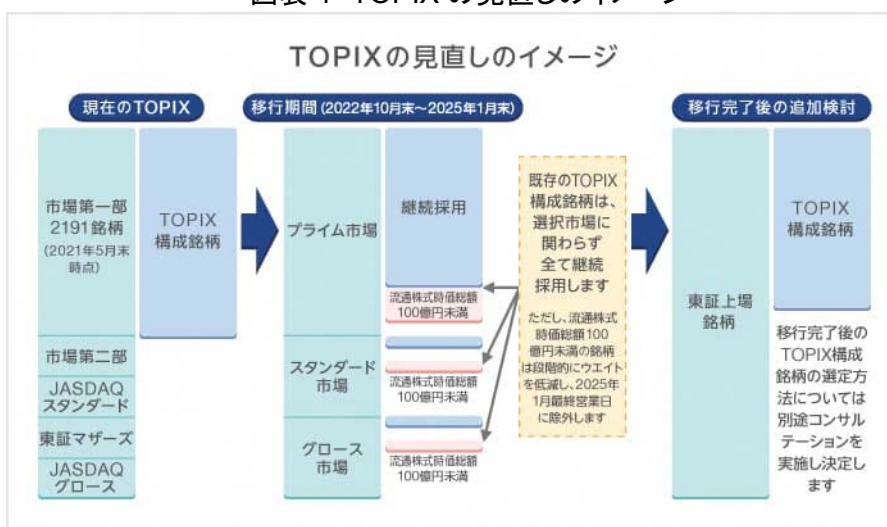 TOPIXの見直しのイメージ
現在のTOPIX
市場第一部
2191銘柄
(2021年5月末
時点)
TOPIX
構成銘柄
市場第二部
JASDAQ
スタンダード
東証マザーズ
JASDAQ
グロース
移行期間(2022年10月末〜2025年1月末)
プライム市場
継続採用
流通株式時価総額
100億円未満
スタンダード
市場
流通株式時価総額
100億円未満
グロース
市場
流通株式時価総額
100億円未満
既存のTOPIX
構成銘柄は、
選択市場に
関わらず
全て継続
採用します
ただし、流通株式
時価総額100
億円未満の銘柄
は段階的にウエイト
を低減し、2025年
1月最終営業日
に除外します
移行完了後の追加検討
東証上場
銘柄
TOPIX
構成銘柄
移行完了後の
TOPIX構成
銘柄の選定方
法については
別途コンサル
テーションを
実施し決定し
ます